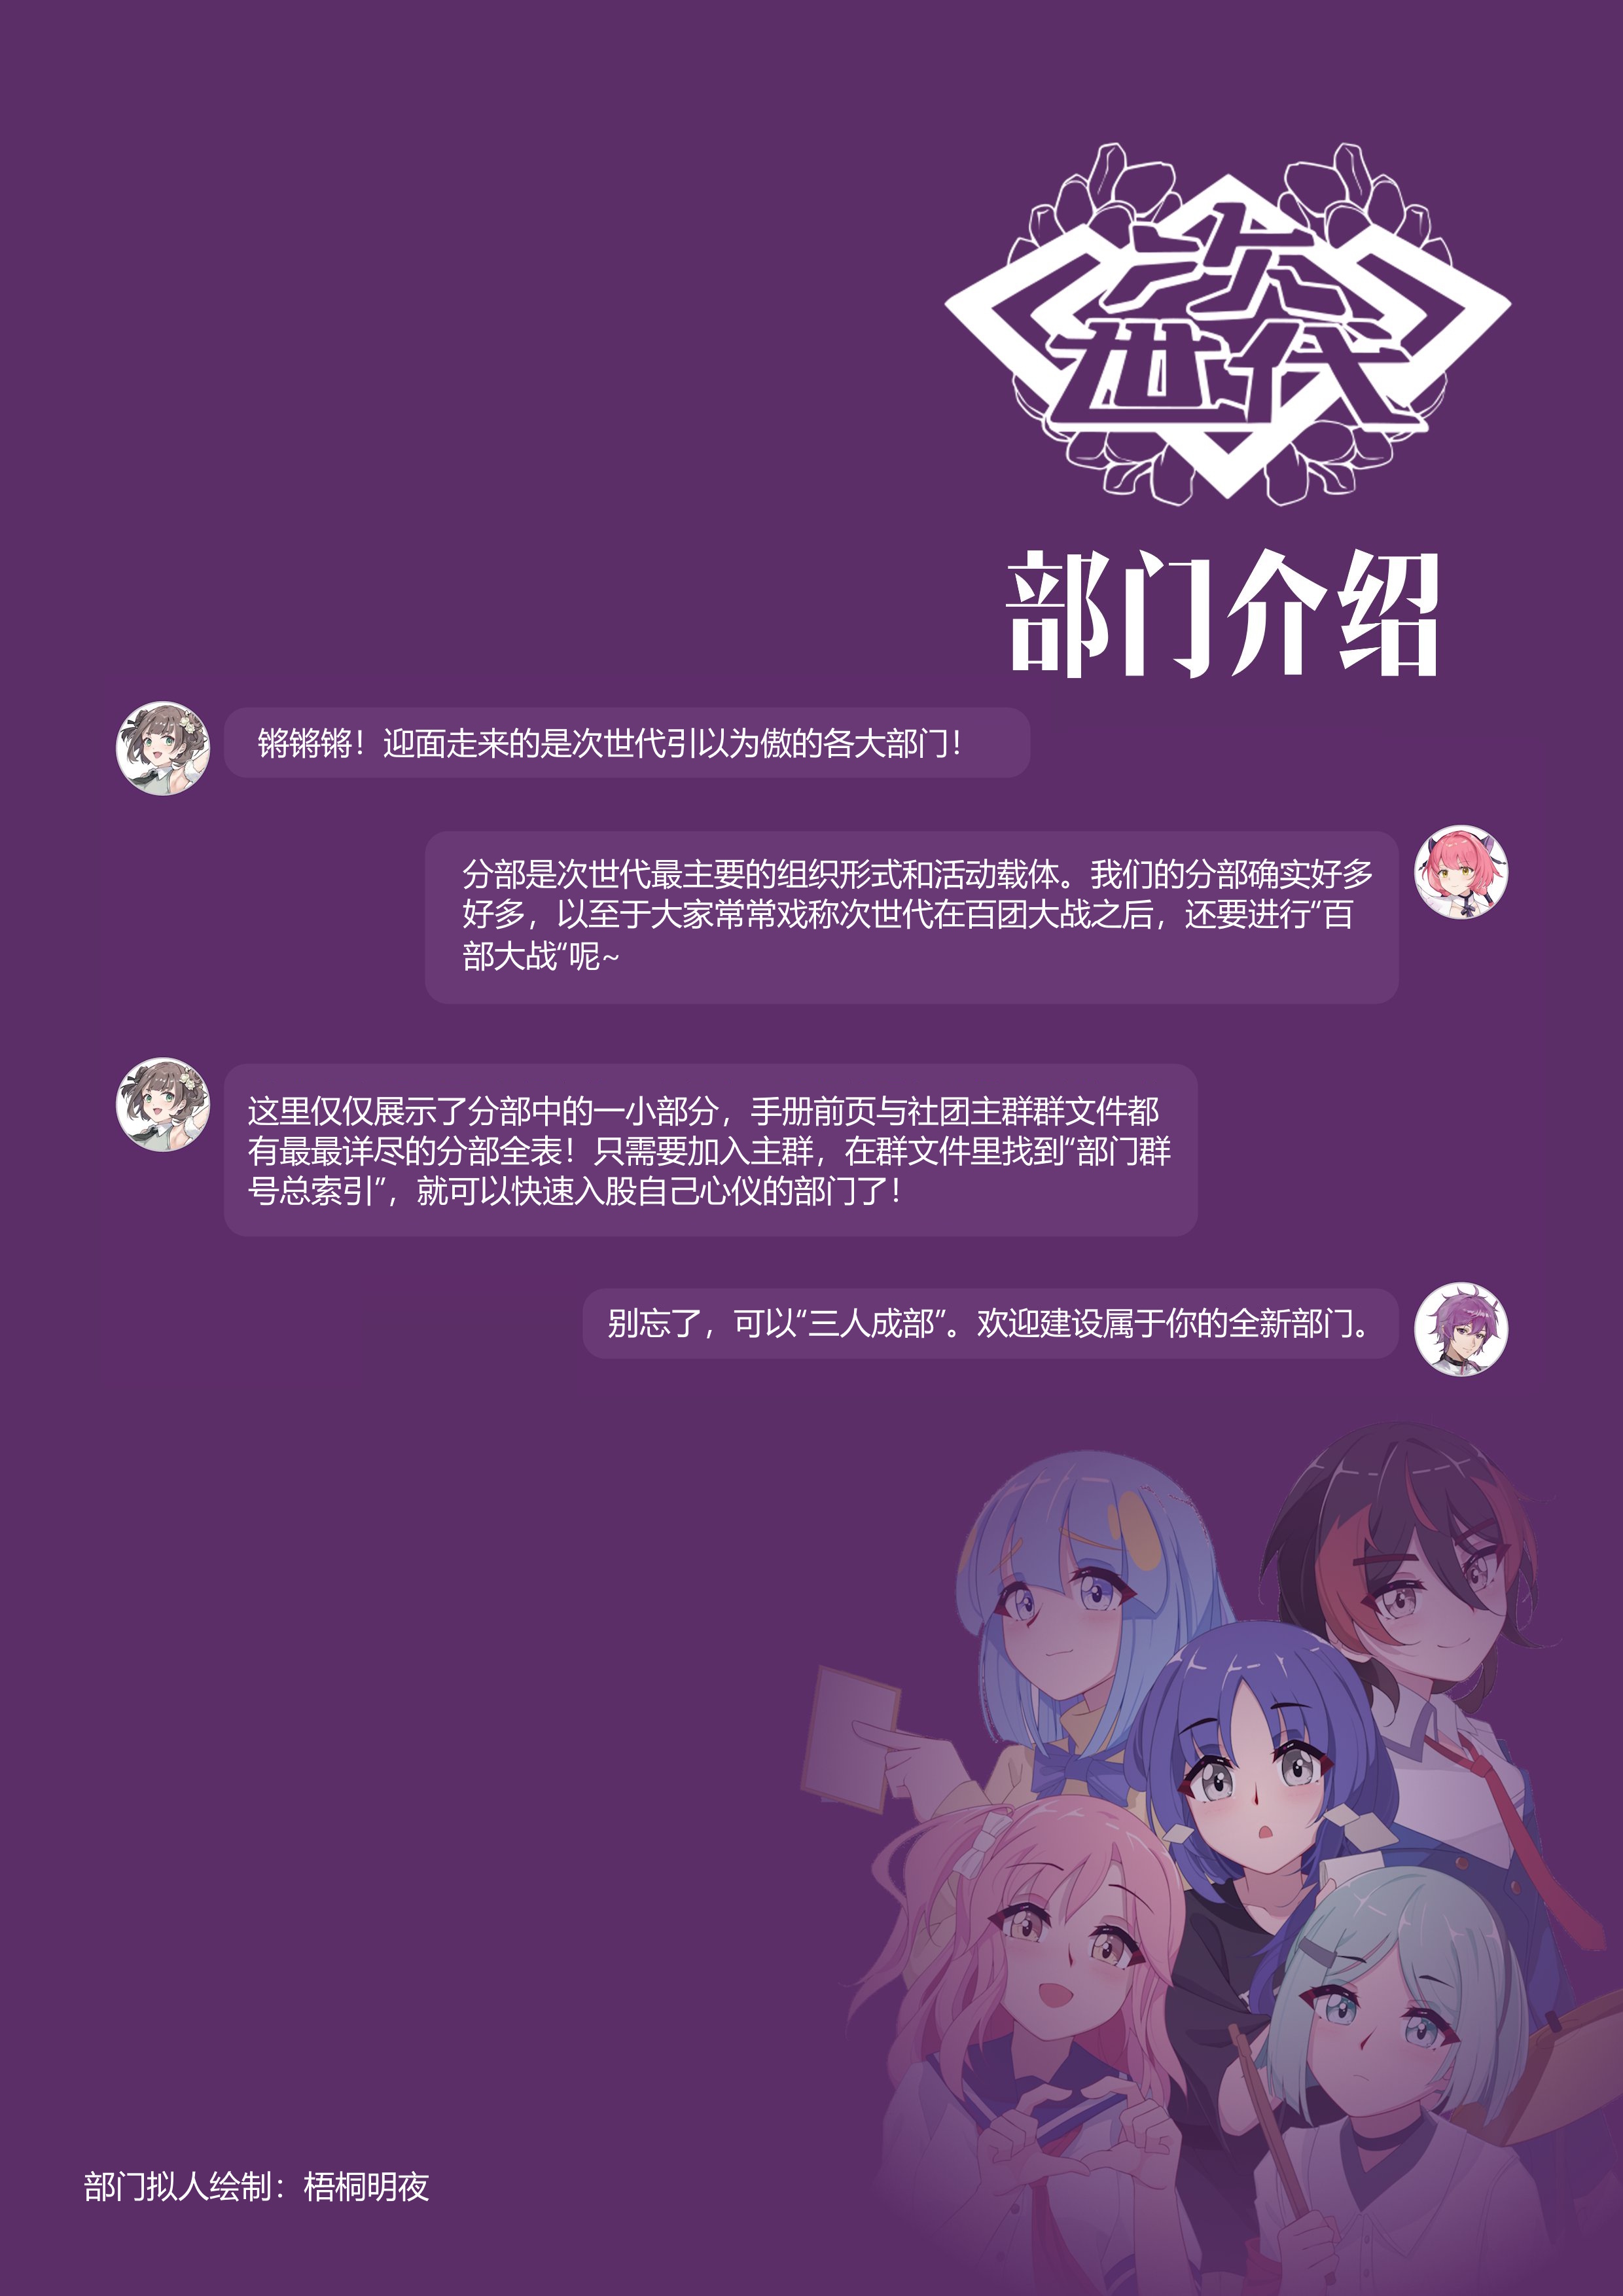 次
世代
部门介绍
锵锵锵！迎面走来的是次世代引以为傲的各大部门！
分部是次世代最主要的组织形式和活动载体。我们的分部确实好多
好多，以至于大家常常戏称次世代在百团大战之后，还要进行“百
部大战“呢~
这里仅仅展示了分部中的一小部分，手册前页与社团主群群文件都
有最最详尽的分部全表！只需要加入主群，在群文件里找到“部门群
号总索引”，就可以快速入股自己心仪的部门了！
别忘了，可以“三人成部”。欢迎建设属于你的全新部门。
部门拟人绘制：梧桐明夜